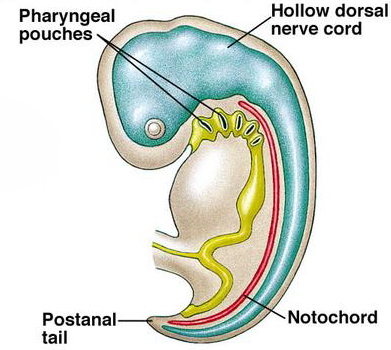 Pharyngeal
pouches
Hollow dorsal
nerve cord
Postanal
tail
Notochord